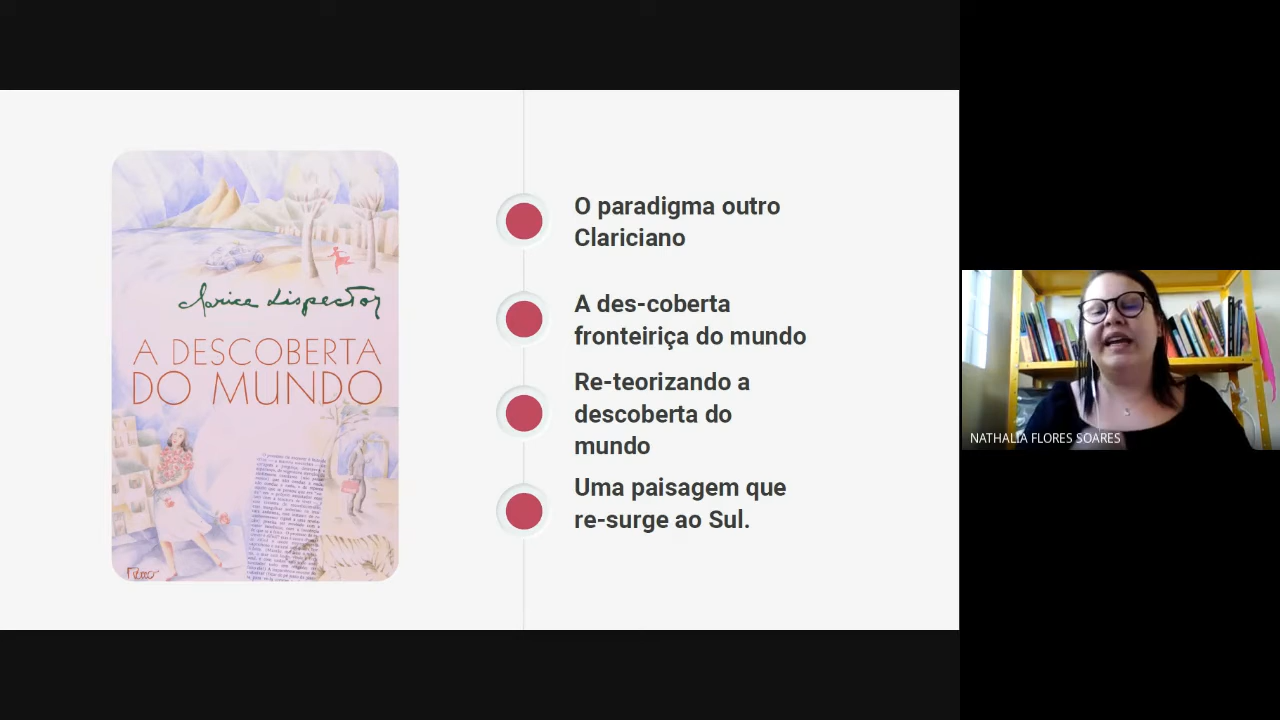 clarice Lispector
A DESCOBERTA
DO MUNDO
O paradigma outro
Clariciano
A des-coberta
fronteiriça do mundo
Re-teorizando a
descoberta do
mundo
Uma paisagem que
re-surge ao Sul.
NATHALIA FLORES SOARES